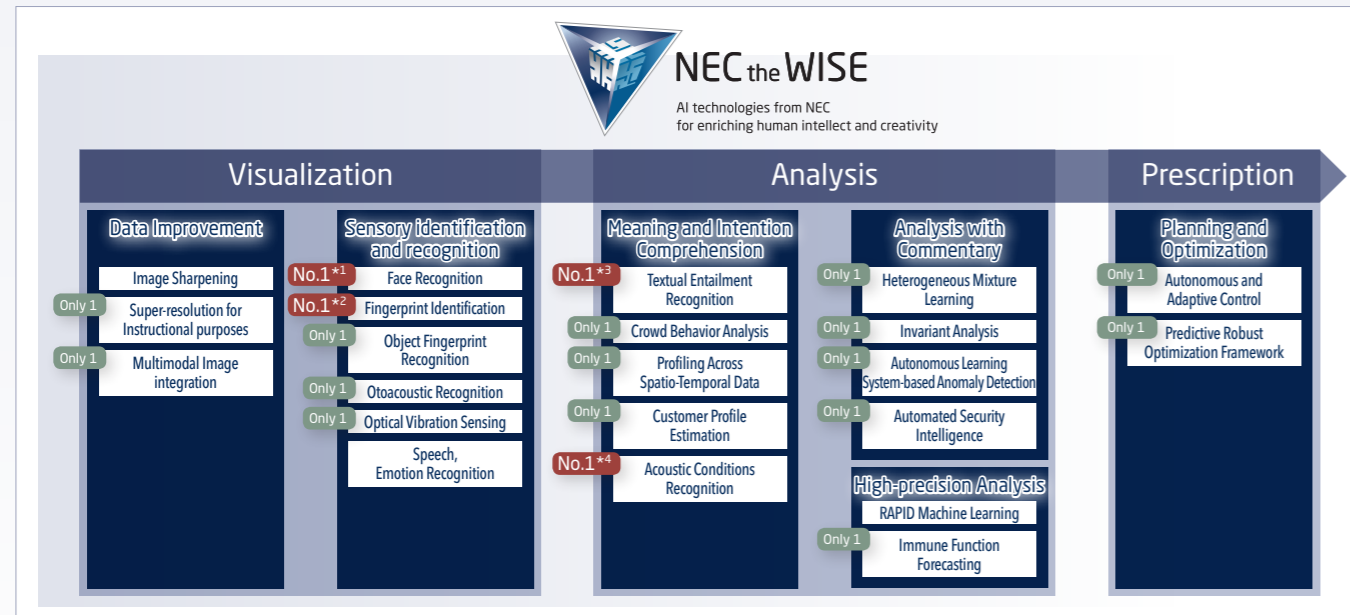 NEC the WISE
AI technologies from NEC
for enriching human intellect and creativity
Visualization
Data Improvement
Image Sharpening
Only 1
Super-resolution for
Instructional purposes
Only 1
Multimodal Image
integration
Sensory identification
and recognition
No.1*1
Face Recognition
No.1*2
Fingerprint Identification
Only 1
Object Fingerprint
Recognition
Only 1
Otoacoustic Recognition
Only 1
Optical Vibration Sensing
Speech,
Emotion Recognition
Analysis
Meaning and Intention
Comprehension
No.1*3
Textual Entailment
Recognition
Only 1
Crowd Behavior Analysis
Only 1
Profiling Across
Spatio-Temporal Data
Only 1
Customer Profile
Estimation
No.1*4
Acoustic Conditions
Recognition
Analysis with
Commentary
Only 1
Heterogeneous Mixture
Learning
Only 1
Invariant Analysis
Only 1
Autonomous Learning
System-based Anomaly Detection
Only 1
Automated Security
Intelligence
High-precision Analysis
RAPID Machine Learning
Only 1
Immune Function
Forecasting
Prescription
Planning and
Optimization
Only 1
Autonomous and
Adaptive Control
Only 1
Predictive Robust
Optimization Framework